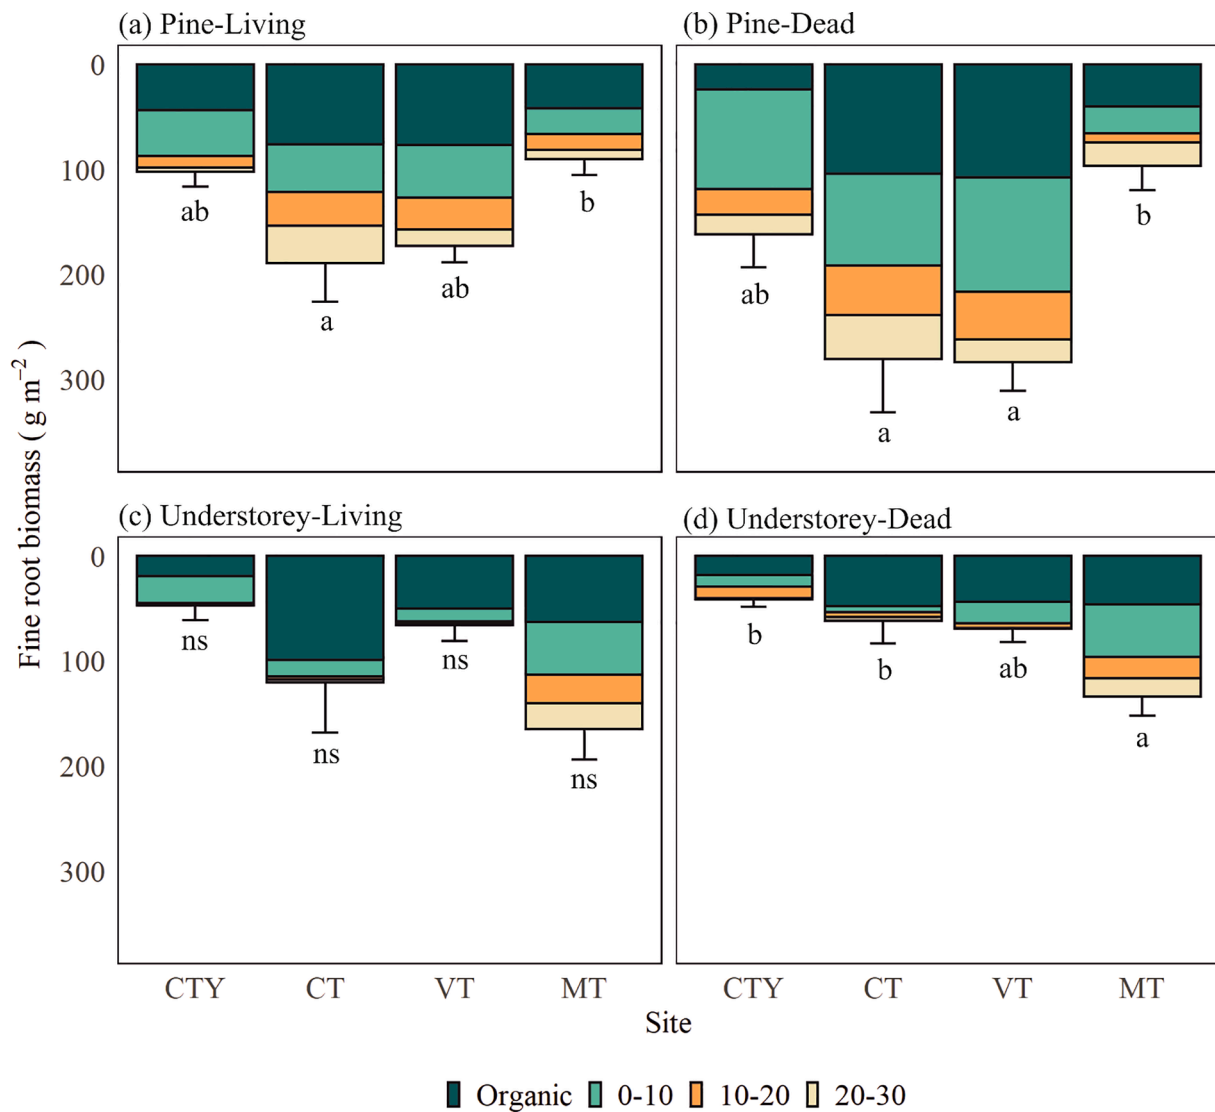 (a) Pine-Living
(b) Pine-Dead
0
100
200
300
ab
a
ab
b
ab
a
a
b
Fine root biomass ( g m⁻² )
(c) Understorey-Living
(d) Understorey-Dead
0
100
200
300
ns
ns
ns
ns
b
b
ab
a
CTY CT VT MT
CTY CT VT MT
Site
Organic 0-10 10-20 20-30